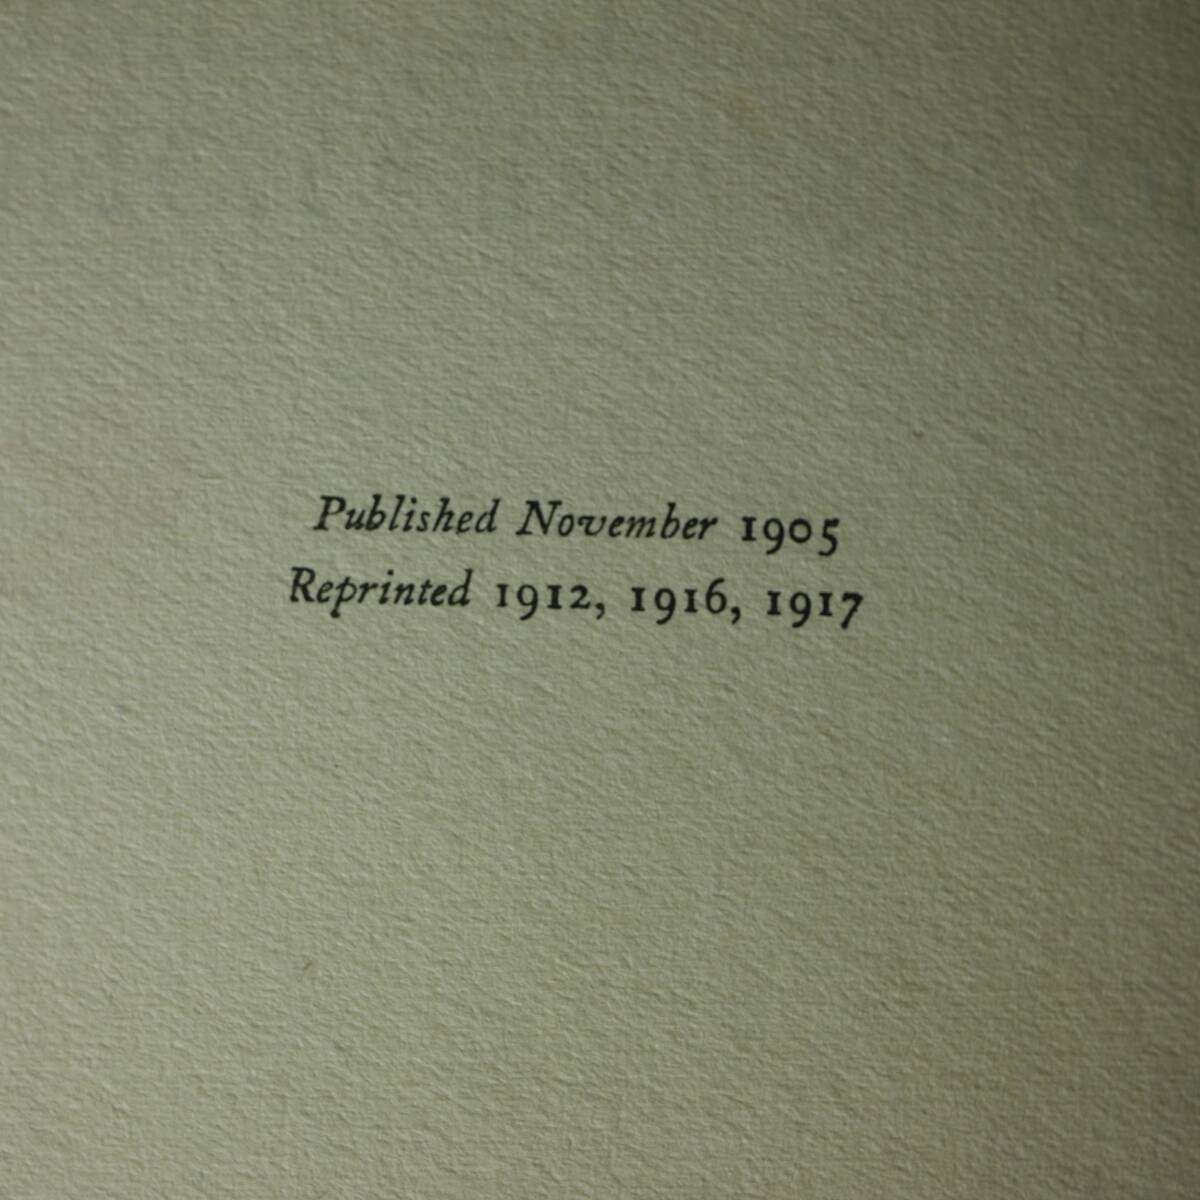 Published November 1905
Reprinted 1912, 1916, 1917